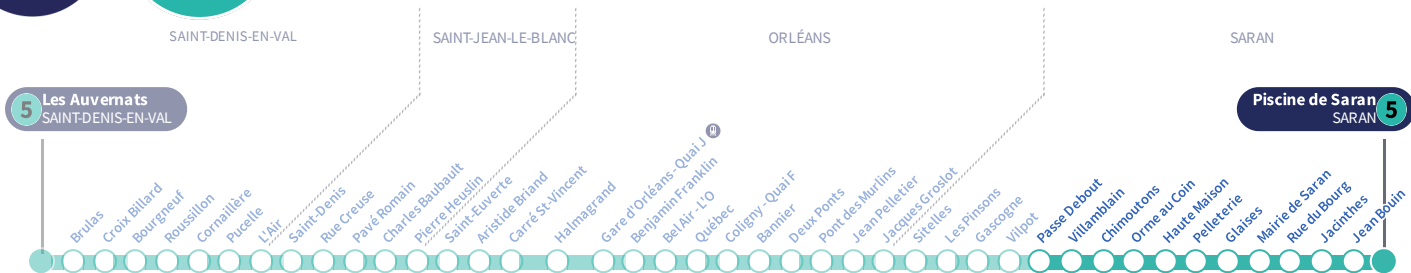 SAINT-DENIS-EN-VAL
SAINT-JEAN-LE-BLANC
ORLÉANS
SARAN
5
Les Auvernats
SAINT-DENIS-EN-VAL
Piscine de Saran
SARAN
5
Brulas
Croix Billard
Bourgneuf
Roussillon
Cornaillère
Pucelle
L'Air
Saint-Denis
Rue Creuse
Pavé Romain
Charles Baubault
Pierre Heuslin
Saint-Euverte
Aristide Briand
Carré St-Vincent
Halmagrand
Gare d'Orléans - Quai J
Benjamin Franklin
Bel Air - L'O
Québec
Coligny - Quai F
Bannier
Deux Ponts
Pont des Murlins
Jean Pelletier
Jacques Groslot
Sitelles
Les Pinsons
Gascogne
Vilpot
Passe Debout
Villamblain
Chimoutons
Orme au Coin
Haute Maison
Pelleterie
Glaises
Mairie de Saran
Rue du Bourg
Jacinthes
Jean Bouin